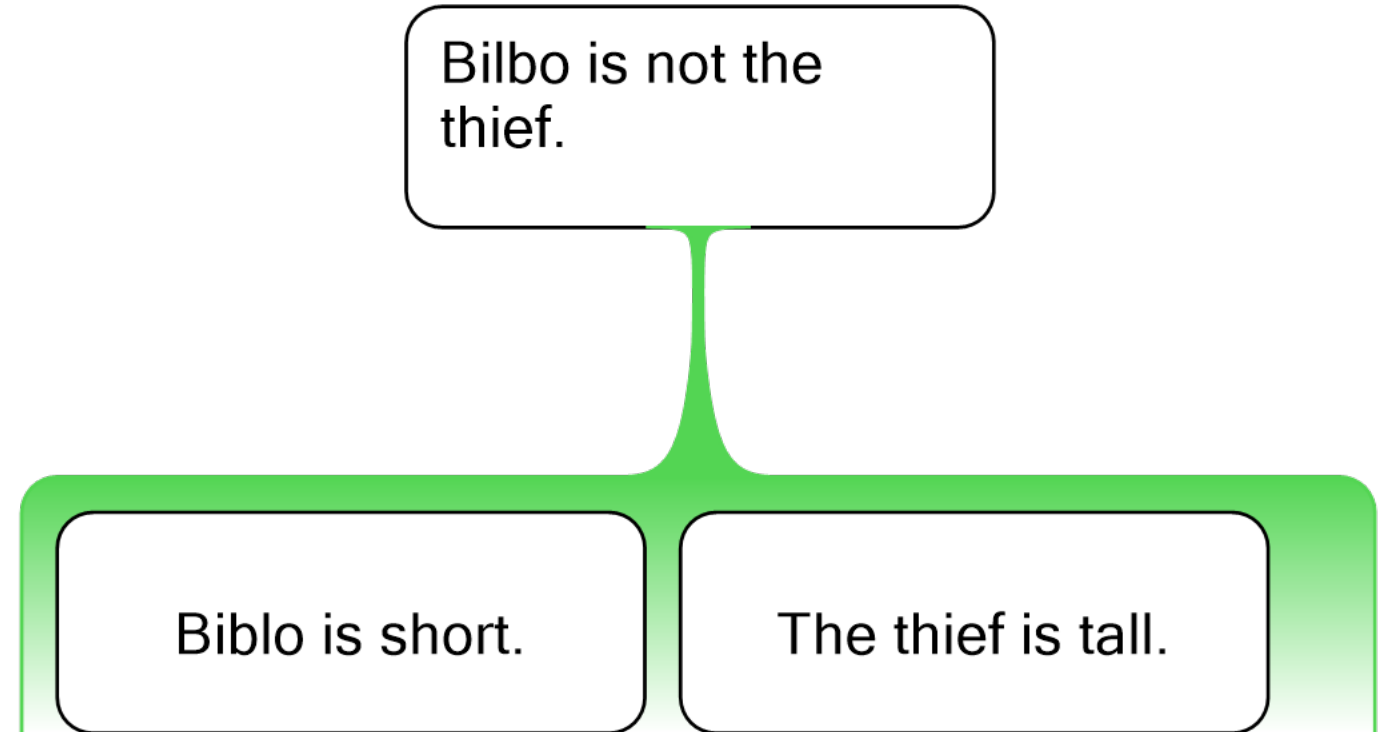 Bilbo is not the
thief.
Biblo is short.
The thief is tall.